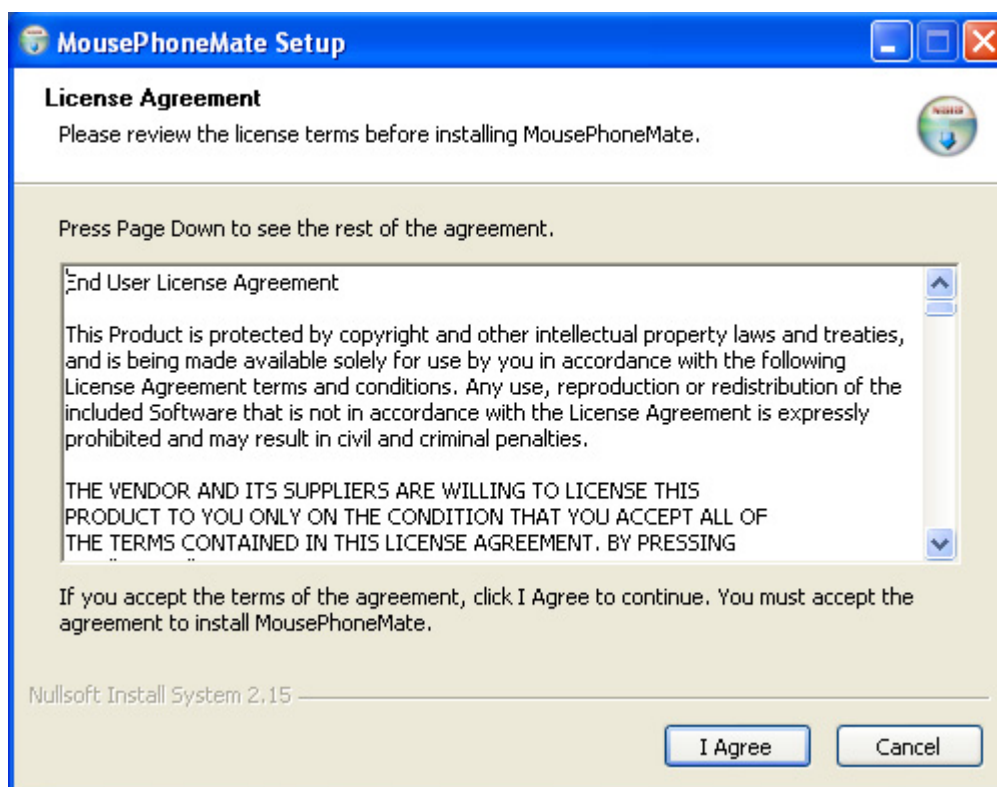 MousePhoneMate Setup
License Agreement
Please review the license terms before installing MousePhoneMate.
Press Page Down to see the rest of the agreement.
End User License Agreement
This Product is protected by copyright and other intellectual property laws and treaties,
and is being made available solely for use by you in accordance with the following
License Agreement terms and conditions. Any use, reproduction or redistribution of the
included Software that is not in accordance with the License Agreement is expressly
prohibited and may result in civil and criminal penalties.
THE VENDOR AND ITS SUPPLIERS ARE WILLING TO LICENSE THIS
PRODUCT TO YOU ONLY ON THE CONDITION THAT YOU ACCEPT ALL OF
THE TERMS CONTAINED IN THIS LICENSE AGREEMENT. BY PRESSING
If you accept the terms of the agreement, click I Agree to continue. You must accept the
agreement to install MousePhoneMate.
Nullsoft Install System 2.15
I Agree
Cancel